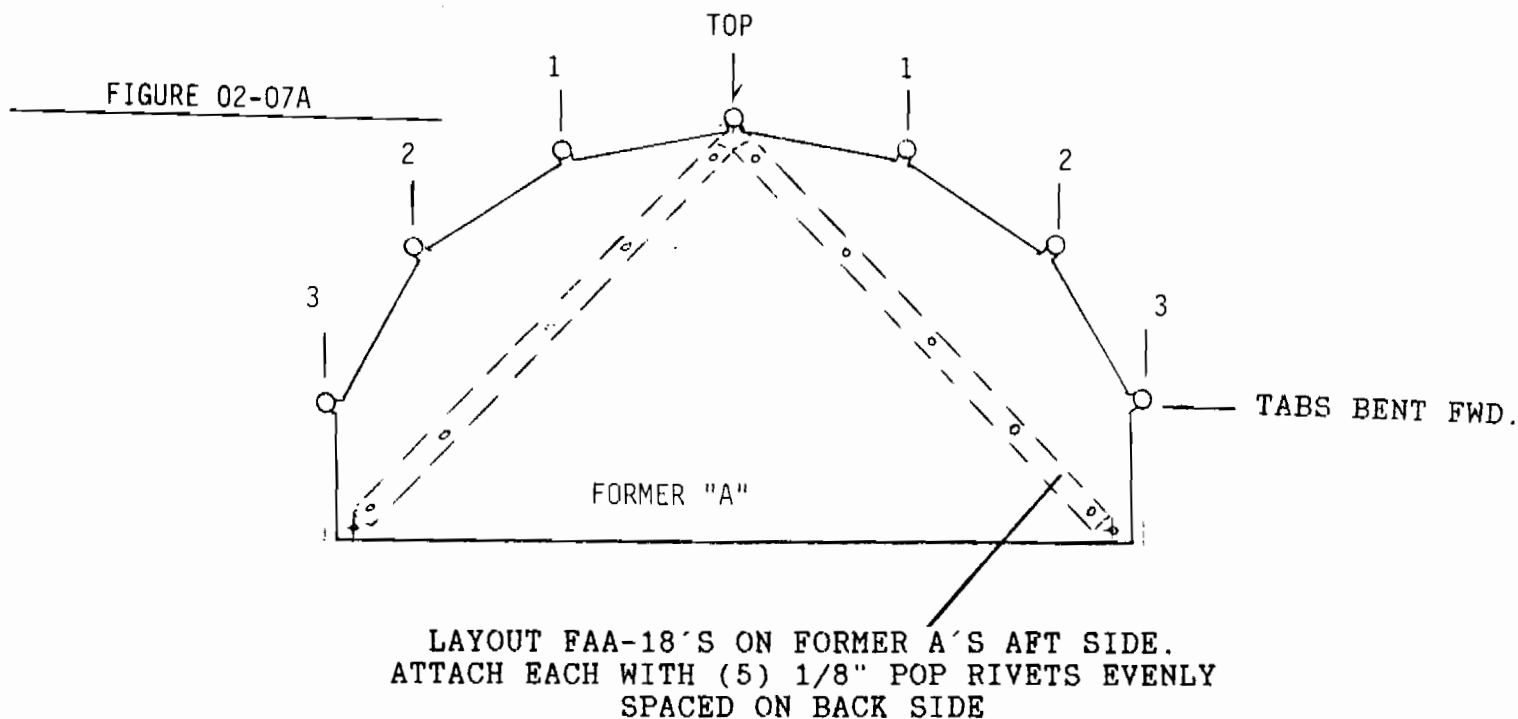 TOP
1
1
FIGURE 02-07A
2
2
3
3
TABS BENT FWD.
FORMER "A"
LAYOUT FAA-18'S ON FORMER A'S AFT SIDE.
ATTACH EACH WITH (5) 1/8" POP RIVETS EVENLY
SPACED ON BACK SIDE